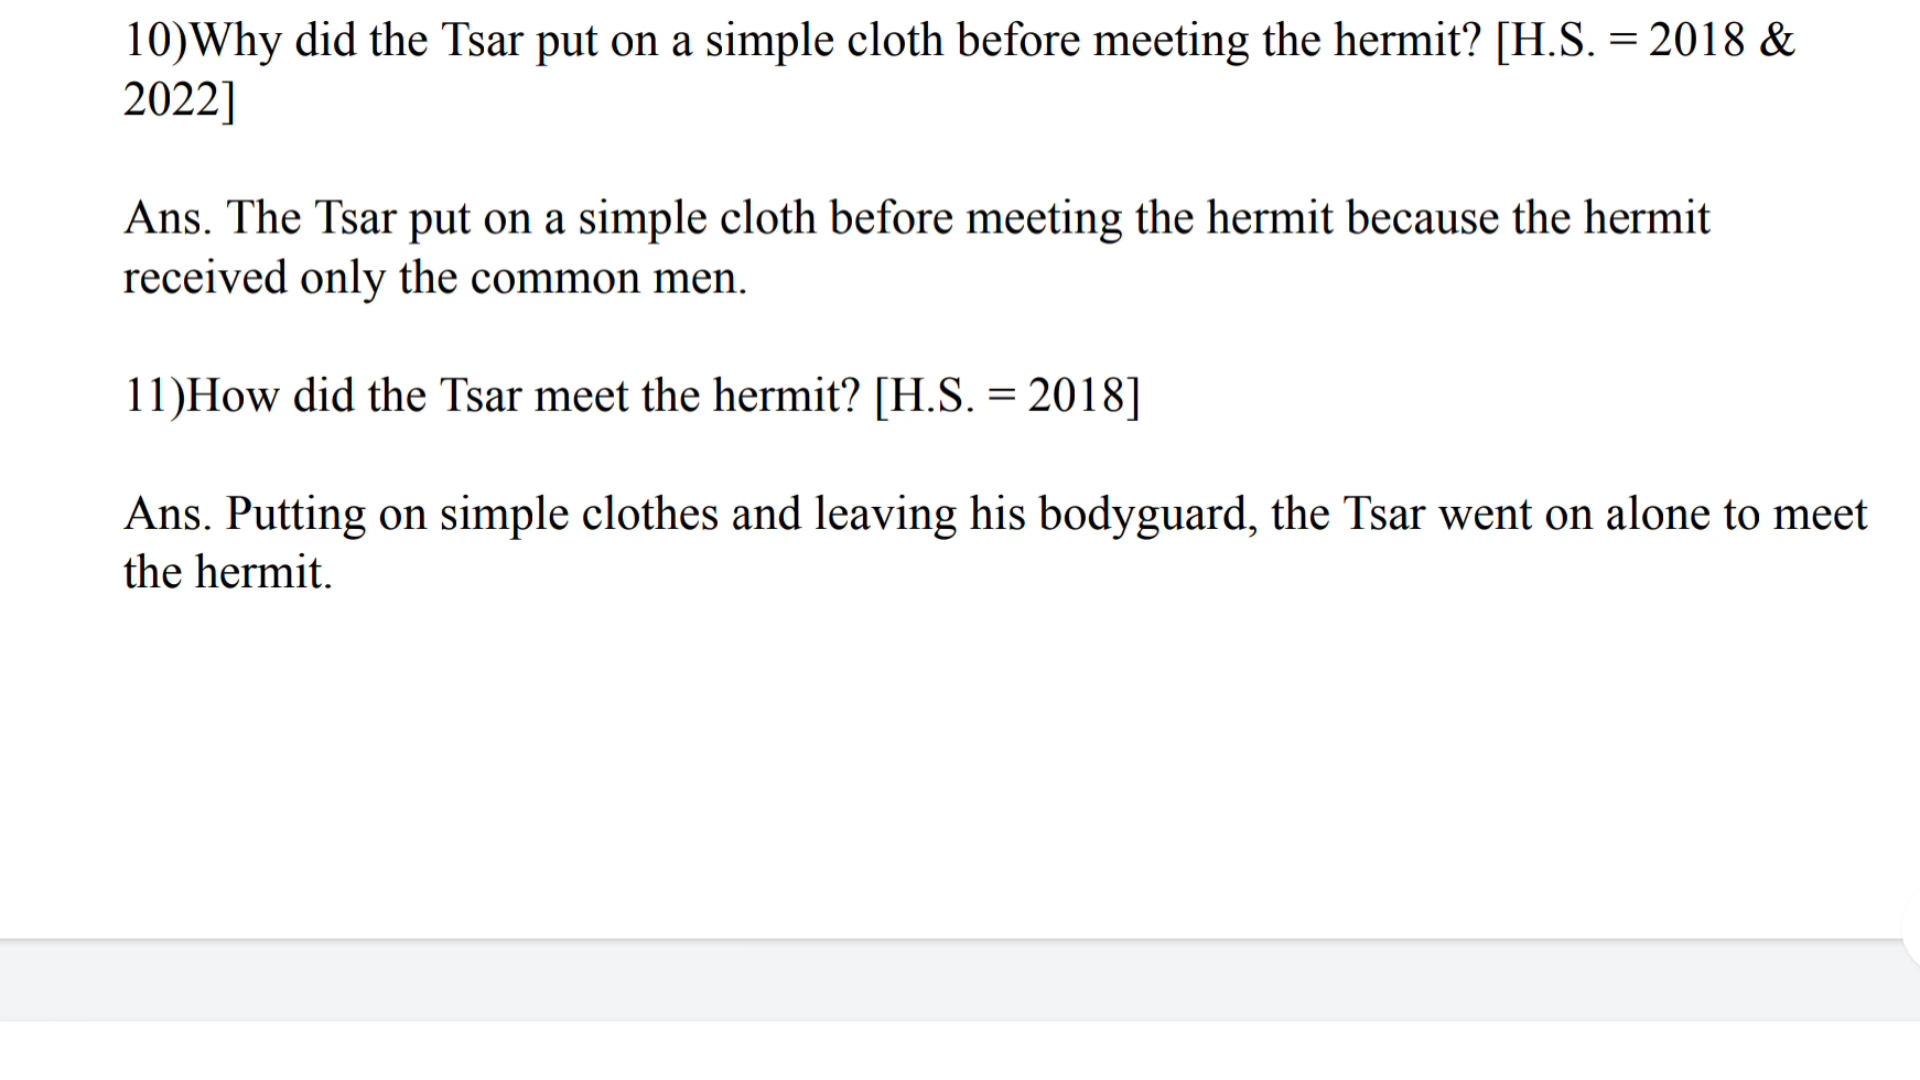 10)Why did the Tsar put on a simple cloth before meeting the hermit? [H.S. = 2018 &
2022]
Ans. The Tsar put on a simple cloth before meeting the hermit because the hermit
received only the common men.
11)How did the Tsar meet the hermit? [H.S. = 2018]
Ans. Putting on simple clothes and leaving his bodyguard, the Tsar went on alone to meet
the hermit.